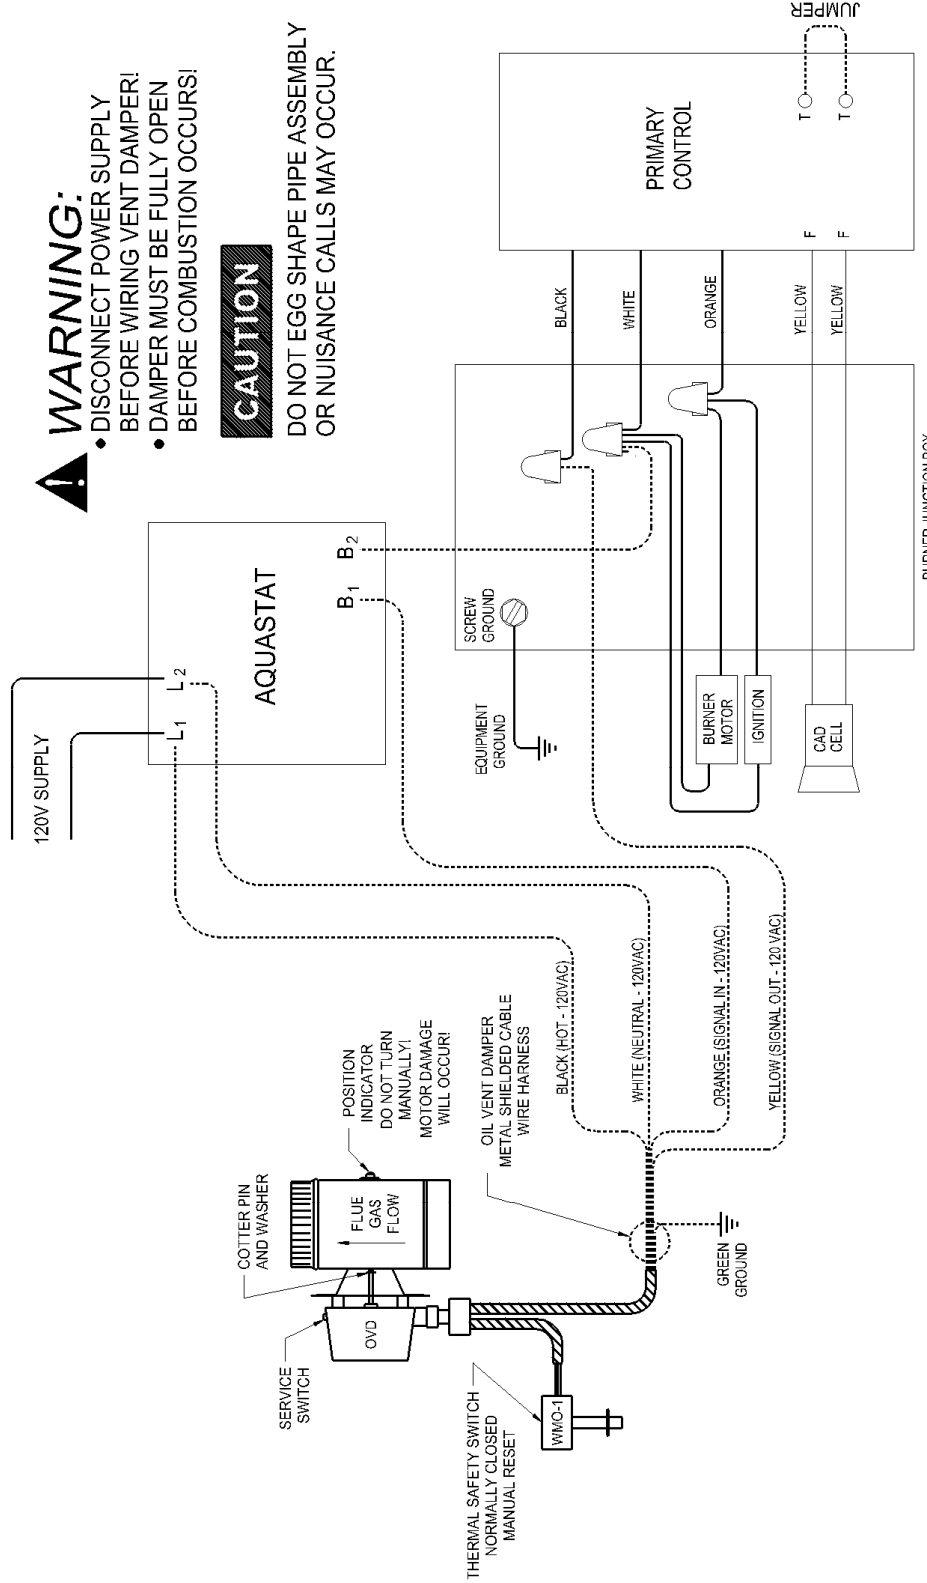 WARNING:
• DISCONNECT POWER SUPPLY
BEFORE WIRING VENT DAMPER!
• DAMPER MUST BE FULLY OPEN
BEFORE COMBUSTION OCCURS!
CAUTION
DO NOT EGG SHAPE PIPE ASSEMBLY
OR NUISANCE CALLS MAY OCCUR.
120V SUPPLY
L1
L2
AQUASTAT
B1
B2
COTTER PIN
AND WASHER
SERVICE
SWITCH
OVD
FLUE
GAS
FLOW
POSITION
INDICATOR
DO NOT TURN
MANUALLY!
MOTOR DAMAGE
WILL OCCUR!
THERMAL SAFETY SWITCH
NORMALLY CLOSED
MANUAL RESET
WMO-1
OIL VENT DAMPER
METAL SHIELDED CABLE
WIRE HARNESS
GREEN
GROUND
BLACK (HOT - 120VAC)
WHITE (NEUTRAL - 120VAC)
ORANGE (SIGNAL IN - 120VAC)
YELLOW (SIGNAL OUT - 120 VAC)
EQUIPMENT
GROUND
SCREW
GROUND
BURNER
MOTOR
IGNITION
CAD
CELL
BURNER JUNCTION BOX
BLACK
WHITE
ORANGE
YELLOW
YELLOW
PRIMARY
CONTROL
F
F
T
T
JUMPER